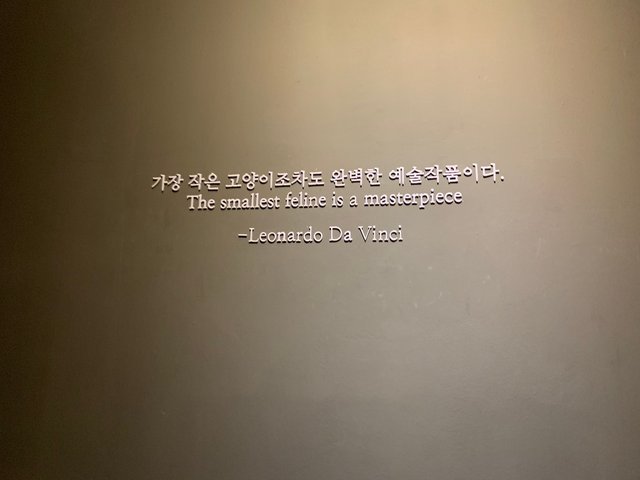 가장 작은 고양이조차도 완벽한 예술작품이다.
The smallest feline is a masterpiece
-Leonardo Da Vinci